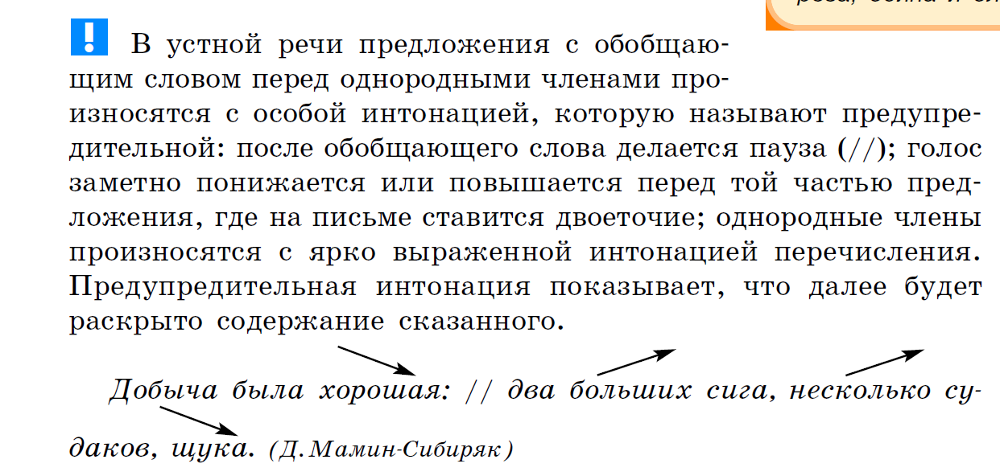 В устной речи предложения с обобщаю-
щим словом перед однородными членами про-
износятся с особой интонацией, которую называют предупре-
дительной: после обобщающего слова делается пауза (//); голос
заметно понижается или повышается перед той частью пред-
ложения, где на письме ставится двоеточие; однородные члены
произносятся с ярко выраженной интонацией перечисления.
Предупредительная интонация показывает, что далее будет
раскрыто содержание сказанного.
Добыча была хорошая: // два больших сига, несколько су-
даков, щука. (Д. Мамин-Сибиряк)